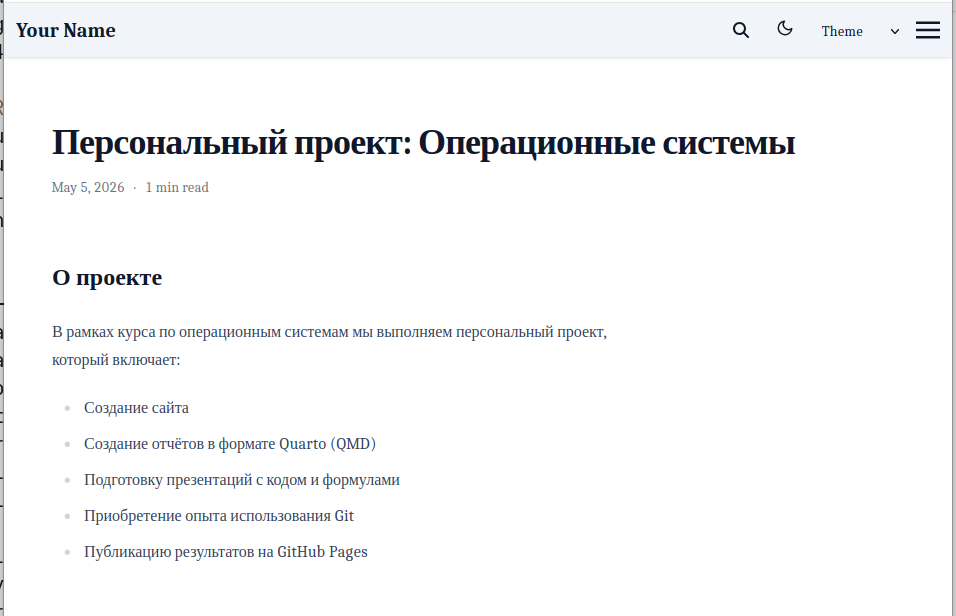 Your Name
Theme
Персональный проект: Операционные системы
May 5, 2026 · 1 min read
О проекте
В рамках курса по операционным системам мы выполняем персональный проект,
который включает:
Создание сайта
Создание отчётов в формате Quarto (QMD)
Подготовку презентаций с кодом и формулами
Приобретение опыта использования Git
Публикацию результатов на GitHub Pages